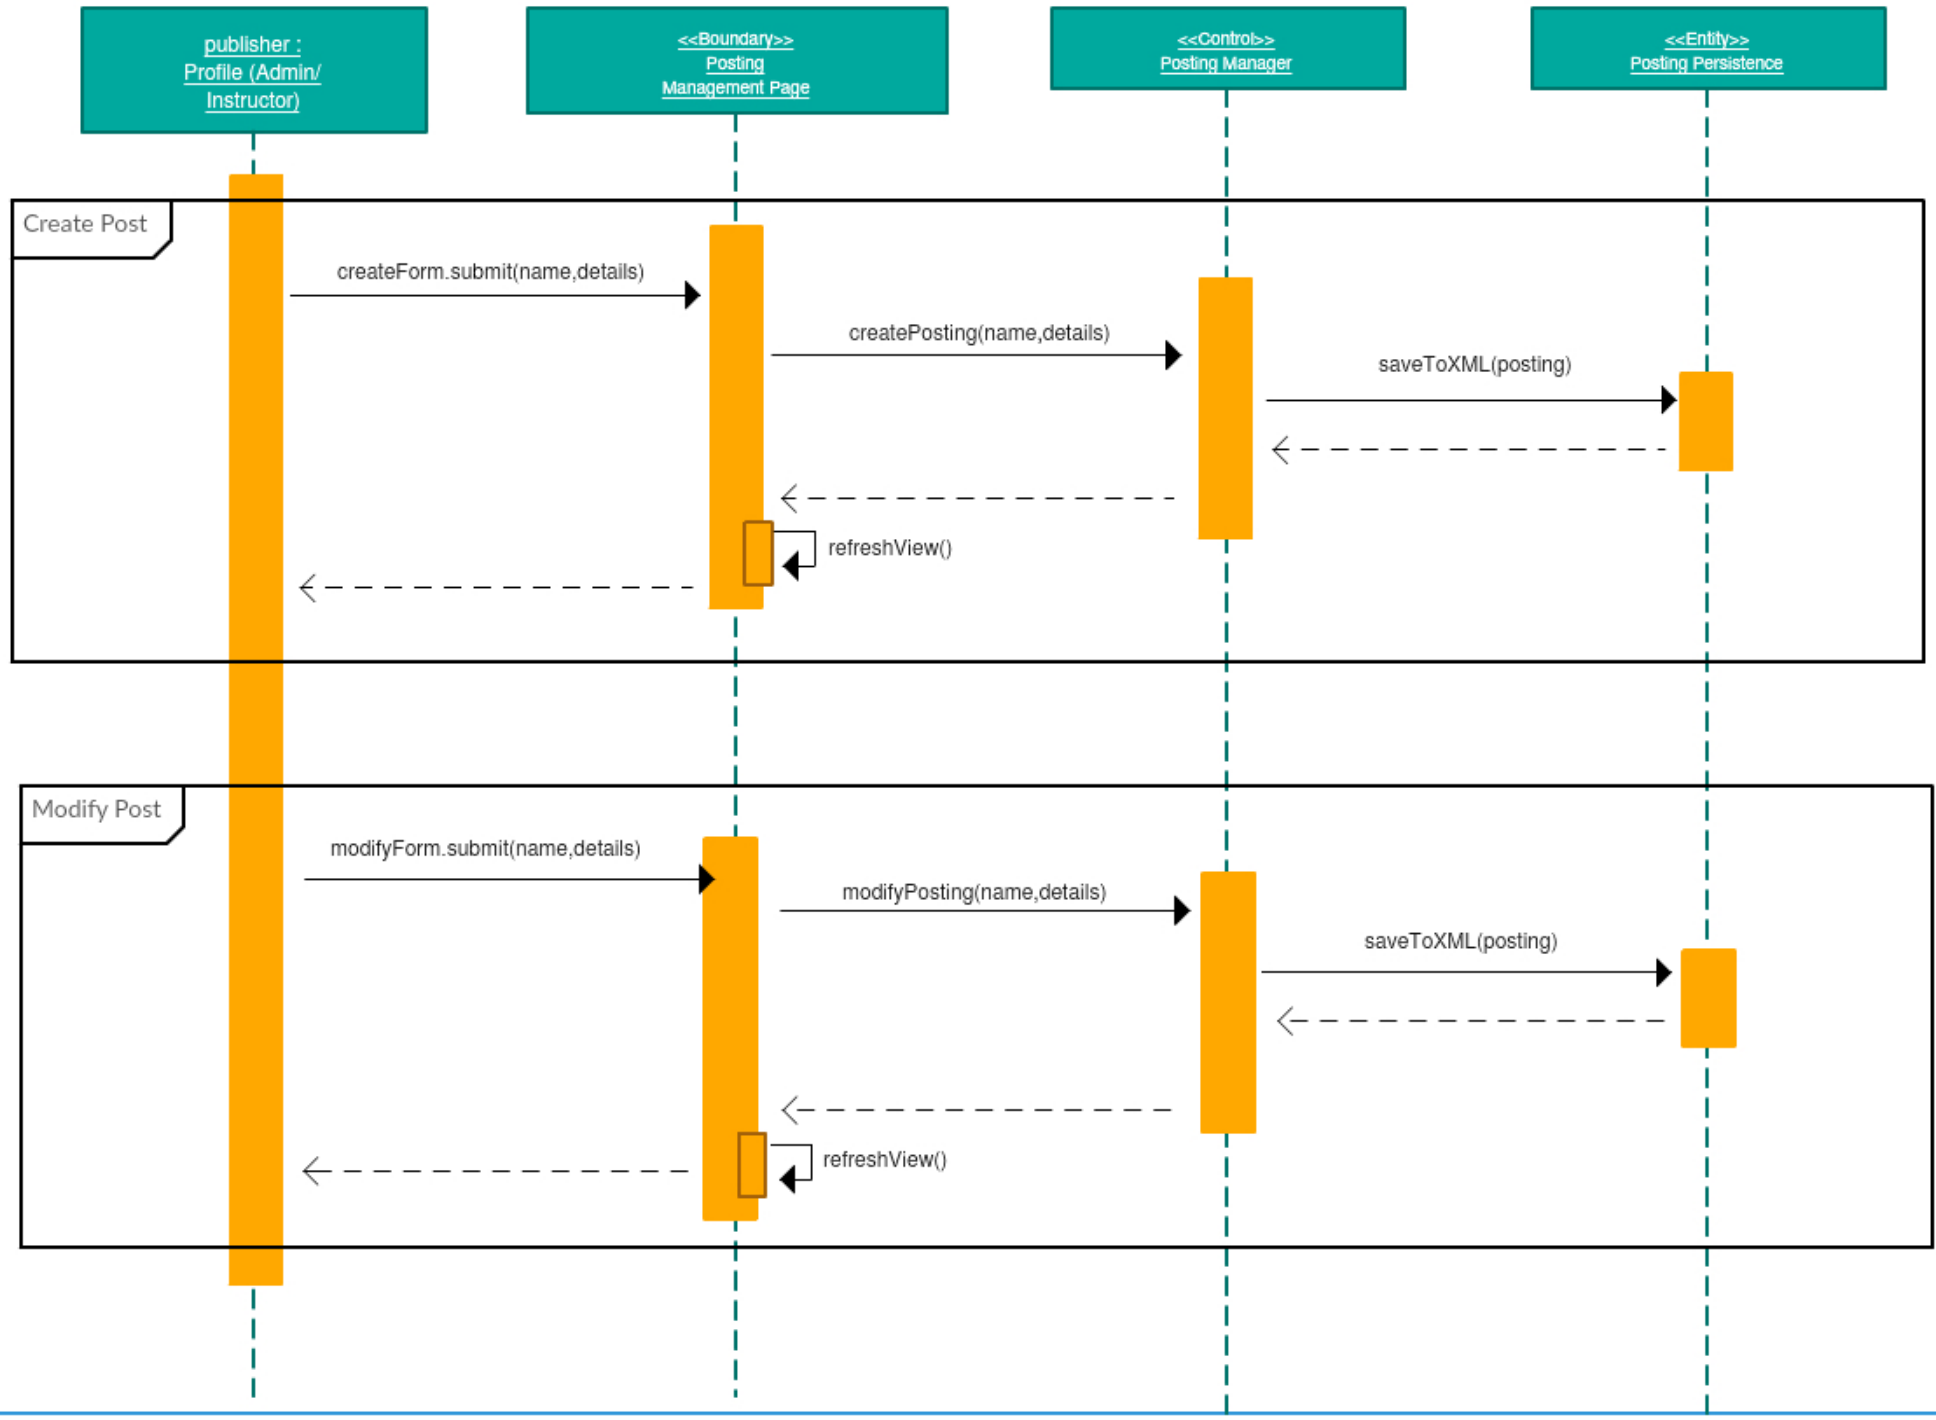 publisher :
Profile (Admin/
Instructor)
<<Boundary>>
Posting
Management Page
<<Control>>
Posting Manager
<<Entity>>
Posting Persistence
Create Post
createForm.submit(name,details)
createPosting(name,details)
saveToXML(posting)
refreshView()
Modify Post
modifyForm.submit(name,details)
modifyPosting(name,details)
saveToXML(posting)
refreshView()